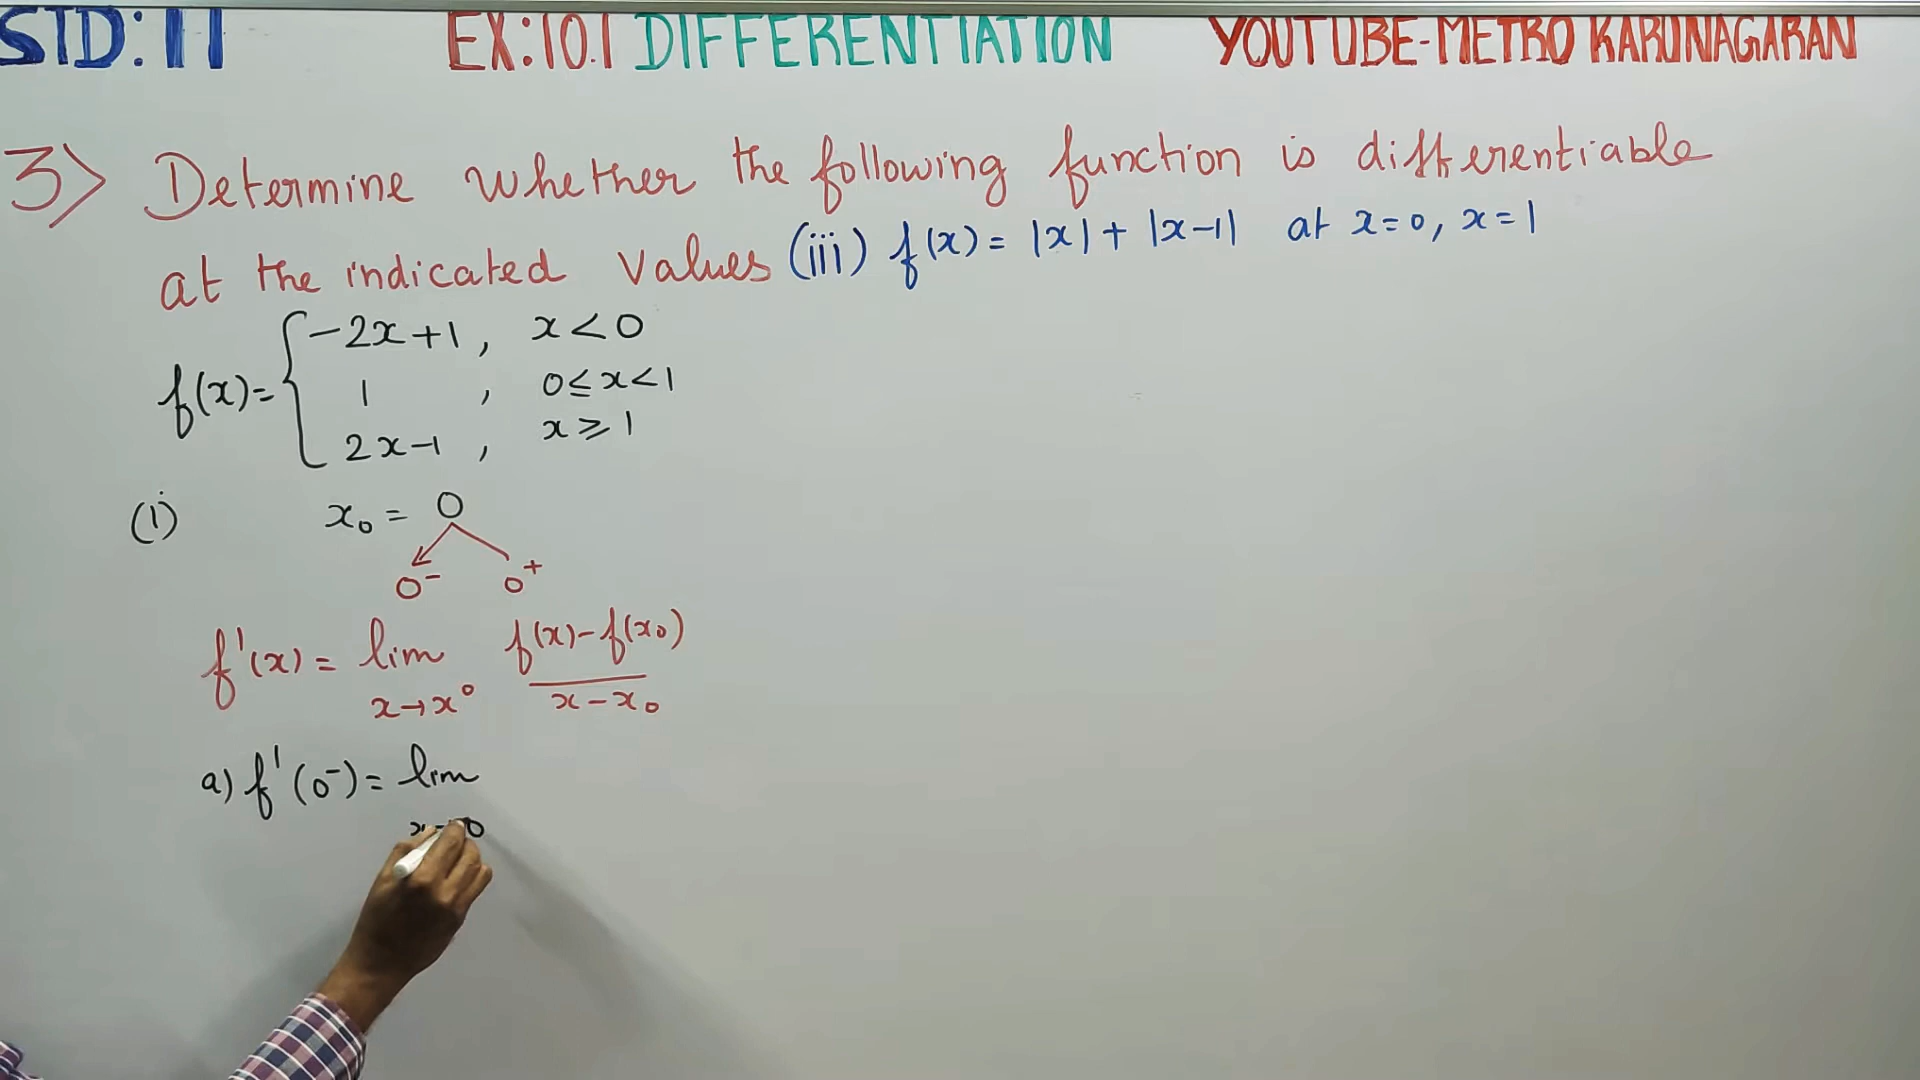 STD: 11 EX:10.1 DIFFERENTIATION YOUTUBE-METRO KARUNAGARAN
3> Determine whether the following function is differentiable
at the indicated values (iii) f(x) = |x| + |x-1| at x=0, x=1
f(x)= { -2x+1, x<0
1 , 0≤x<1
2x-1 , x≥1
(i) x₀ = 0
0⁻ 0⁺
f'(x) = lim f(x)-f(x₀)
x→x⁰ x-x₀
a) f'(0⁻) = lim
x→0